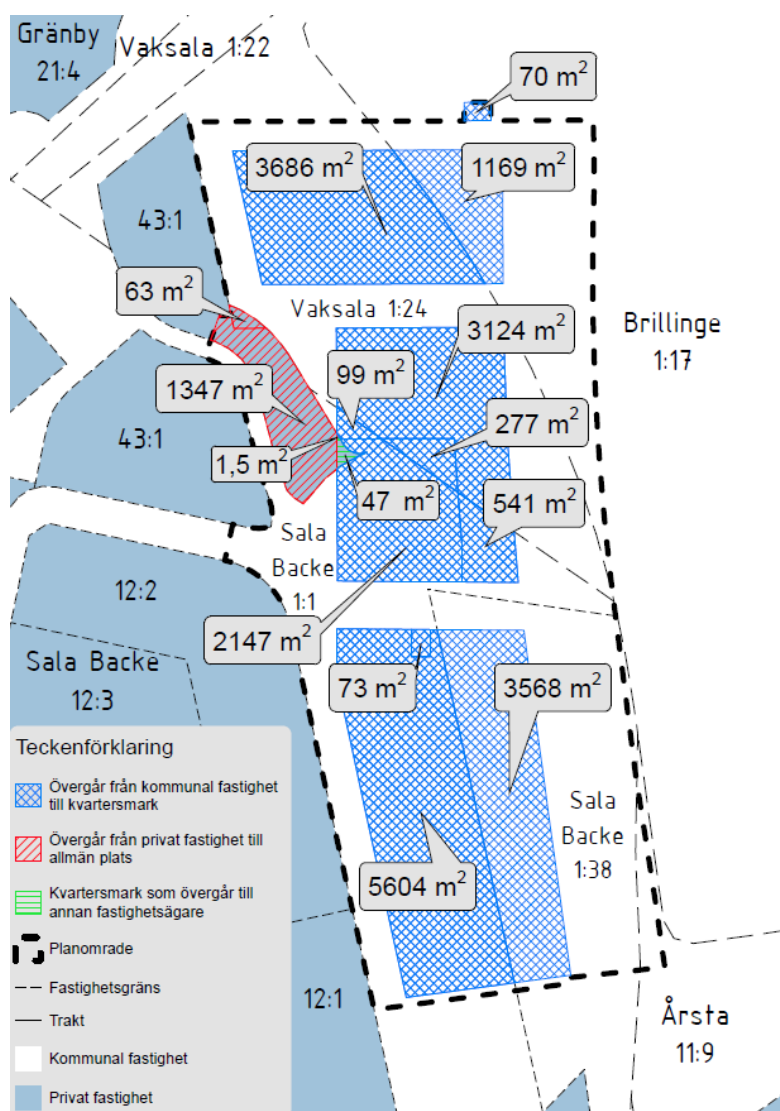 Gränby
21:4
Vaksala 1:22
70 m²
3686 m²
1169 m²
43:1
63 m²
Vaksala 1:24
3124 m²
Brillinge
1:17
99 m²
1347 m²
277 m²
43:1
1,5 m²
47 m²
541 m²
Sala
Backe
1:1
12:2
2147 m²
Sala Backe
12:3
73 m²
3568 m²
Sala
Backe
1:38
5604 m²
12:1
Årsta
11:9
Teckenförklaring
Övergår från kommunal fastighet
till kvartersmark
Övergår från privat fastighet till
allmän plats
Kvartersmark som övergår till
annan fastighetsägare
Planomrade
Fastighetsgräns
Trakt
Kommunal fastighet
Privat fastighet